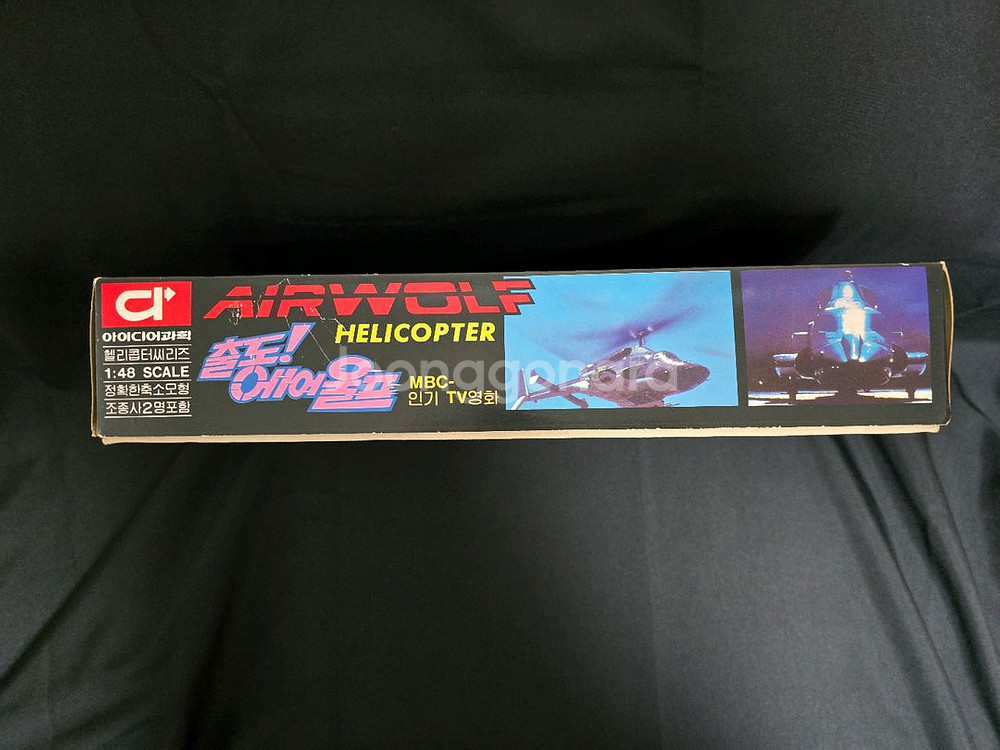 아이디어과학
헬리콥터씨리즈
1:48 SCALE
정확한축소모형
조종사2명포함
AIRWOLF
HELICOPTER
출동!
에어울프
MBC-
인기 TV영화
Joonggonara